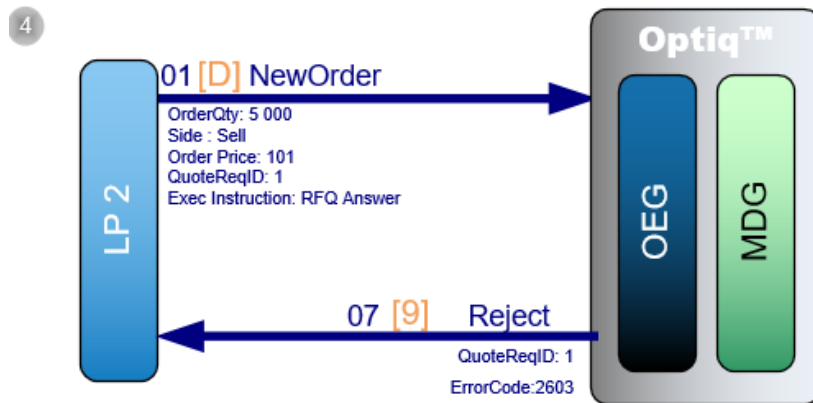 4
Optiq™
01 [D] NewOrder
OrderQty: 5 000
Side : Sell
Order Price: 101
QuoteReqID: 1
Exec Instruction: RFQ Answer
LP 2
OEG
MDG
07 [9] Reject
QuoteReqID: 1
ErrorCode:2603